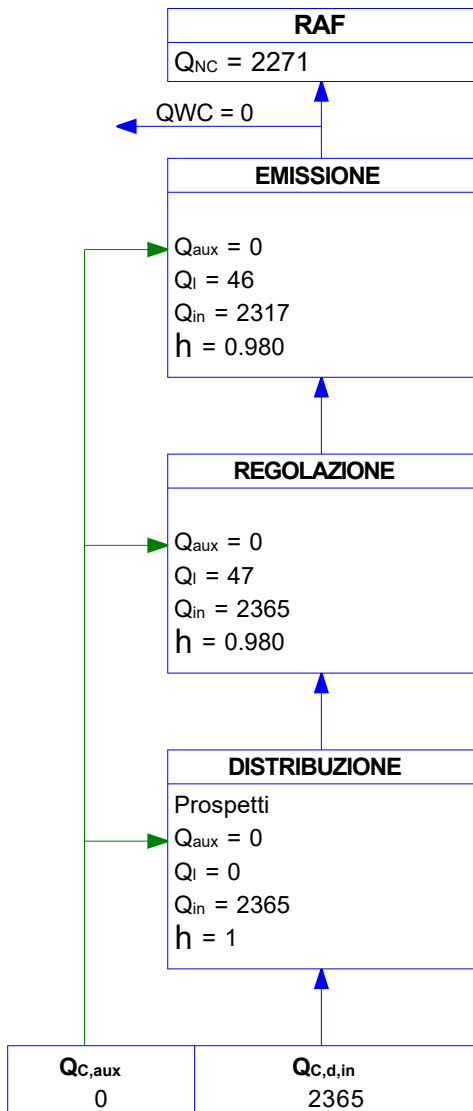 RAF
QNC = 2271
QWC = 0
EMISSIONE
Qaux = 0
Ql = 46
Qin = 2317
h = 0.980
REGOLAZIONE
Qaux = 0
Ql = 47
Qin = 2365
h = 0.980
DISTRIBUZIONE
Prospetti
Qaux = 0
Ql = 0
Qin = 2365
h = 1
QC,aux QC,d,in
0 2365